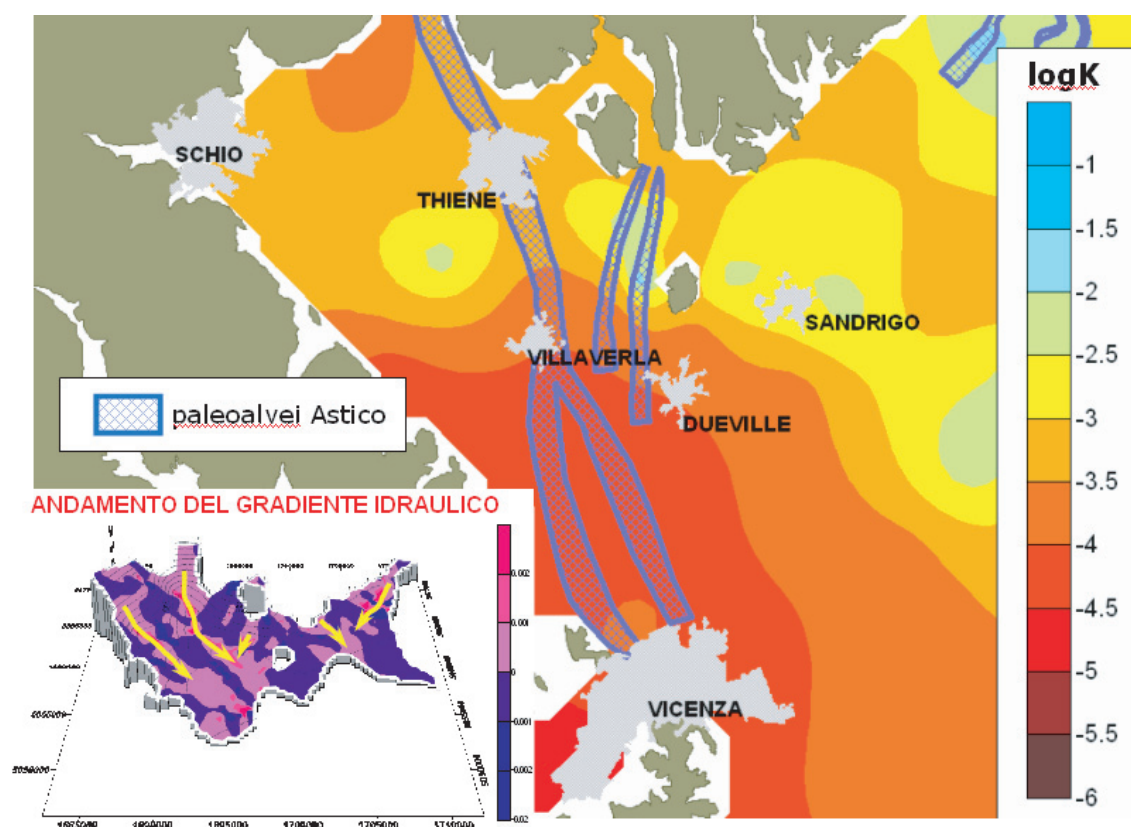 SCHIO
THIENE
VILLAVERLA
SANDRIGO
DUEVILLE
VICENZA
paleoalvei Astico
logK
-1
-1.5
-2
-2.5
-3
-3.5
-4
-4.5
-5
-5.5
-6
ANDAMENTO DEL GRADIENTE IDRAULICO
0.002
0.001
0
-0.001
-0.002